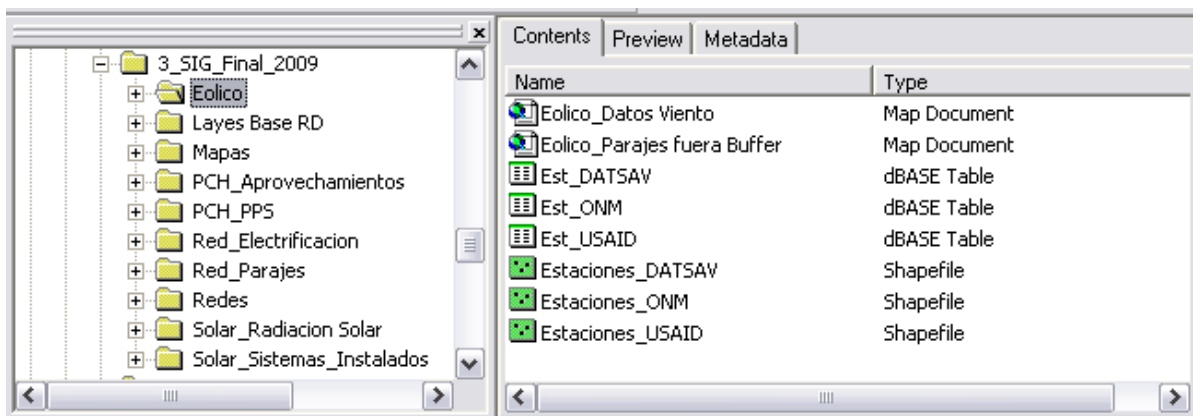 3_SIG_Final_2009
Eolico
Layes Base RD
Mapas
PCH_Aprovechamientos
PCH_PPS
Red_Electrificacion
Red_Parajes
Redes
Solar_Radiacion Solar
Solar_Sistemas_Instalados
Contents Preview Metadata
Name Type
Eolico_Datos Viento Map Document
Eolico_Parajes fuera Buffer Map Document
Est_DATSAV dBASE Table
Est_ONM dBASE Table
Est_USAID dBASE Table
Estaciones_DATSAV Shapefile
Estaciones_ONM Shapefile
Estaciones_USAID Shapefile